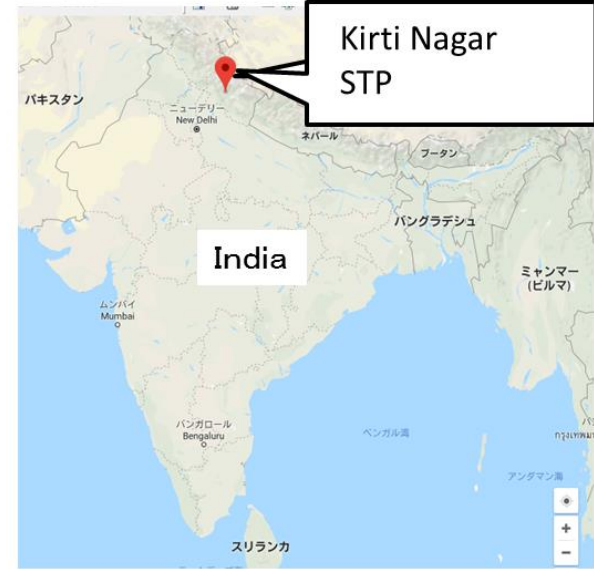 Kirti Nagar
STP
パキスタン
ニューデリー
New Delhi
ネパール
ブータン
バングラデシュ
India
ミャンマー
(ビルマ)
ムンバイ
Mumbai
バンガロール
Bengaluru
ベンガル湾
アンダマン海
スリランカ
+
−